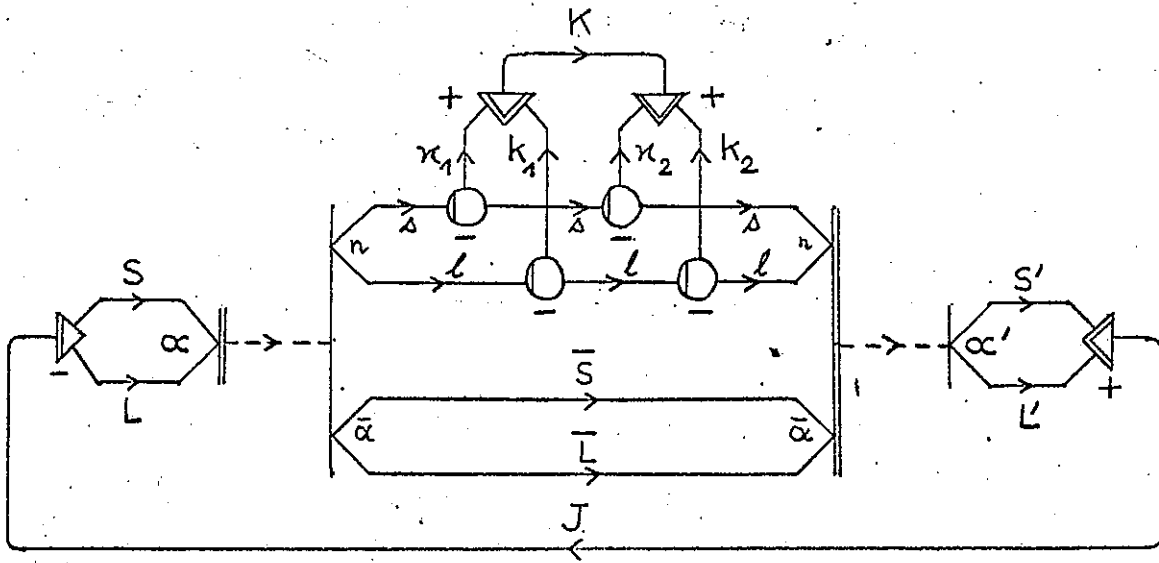 K
+ +
ϰ₁ k₁ ϰ₂ k₂
n s s s n
− −
l l l
− −
S S'
α α'
− +
L L'
S̄
ᾱ ᾱ
L̄
J